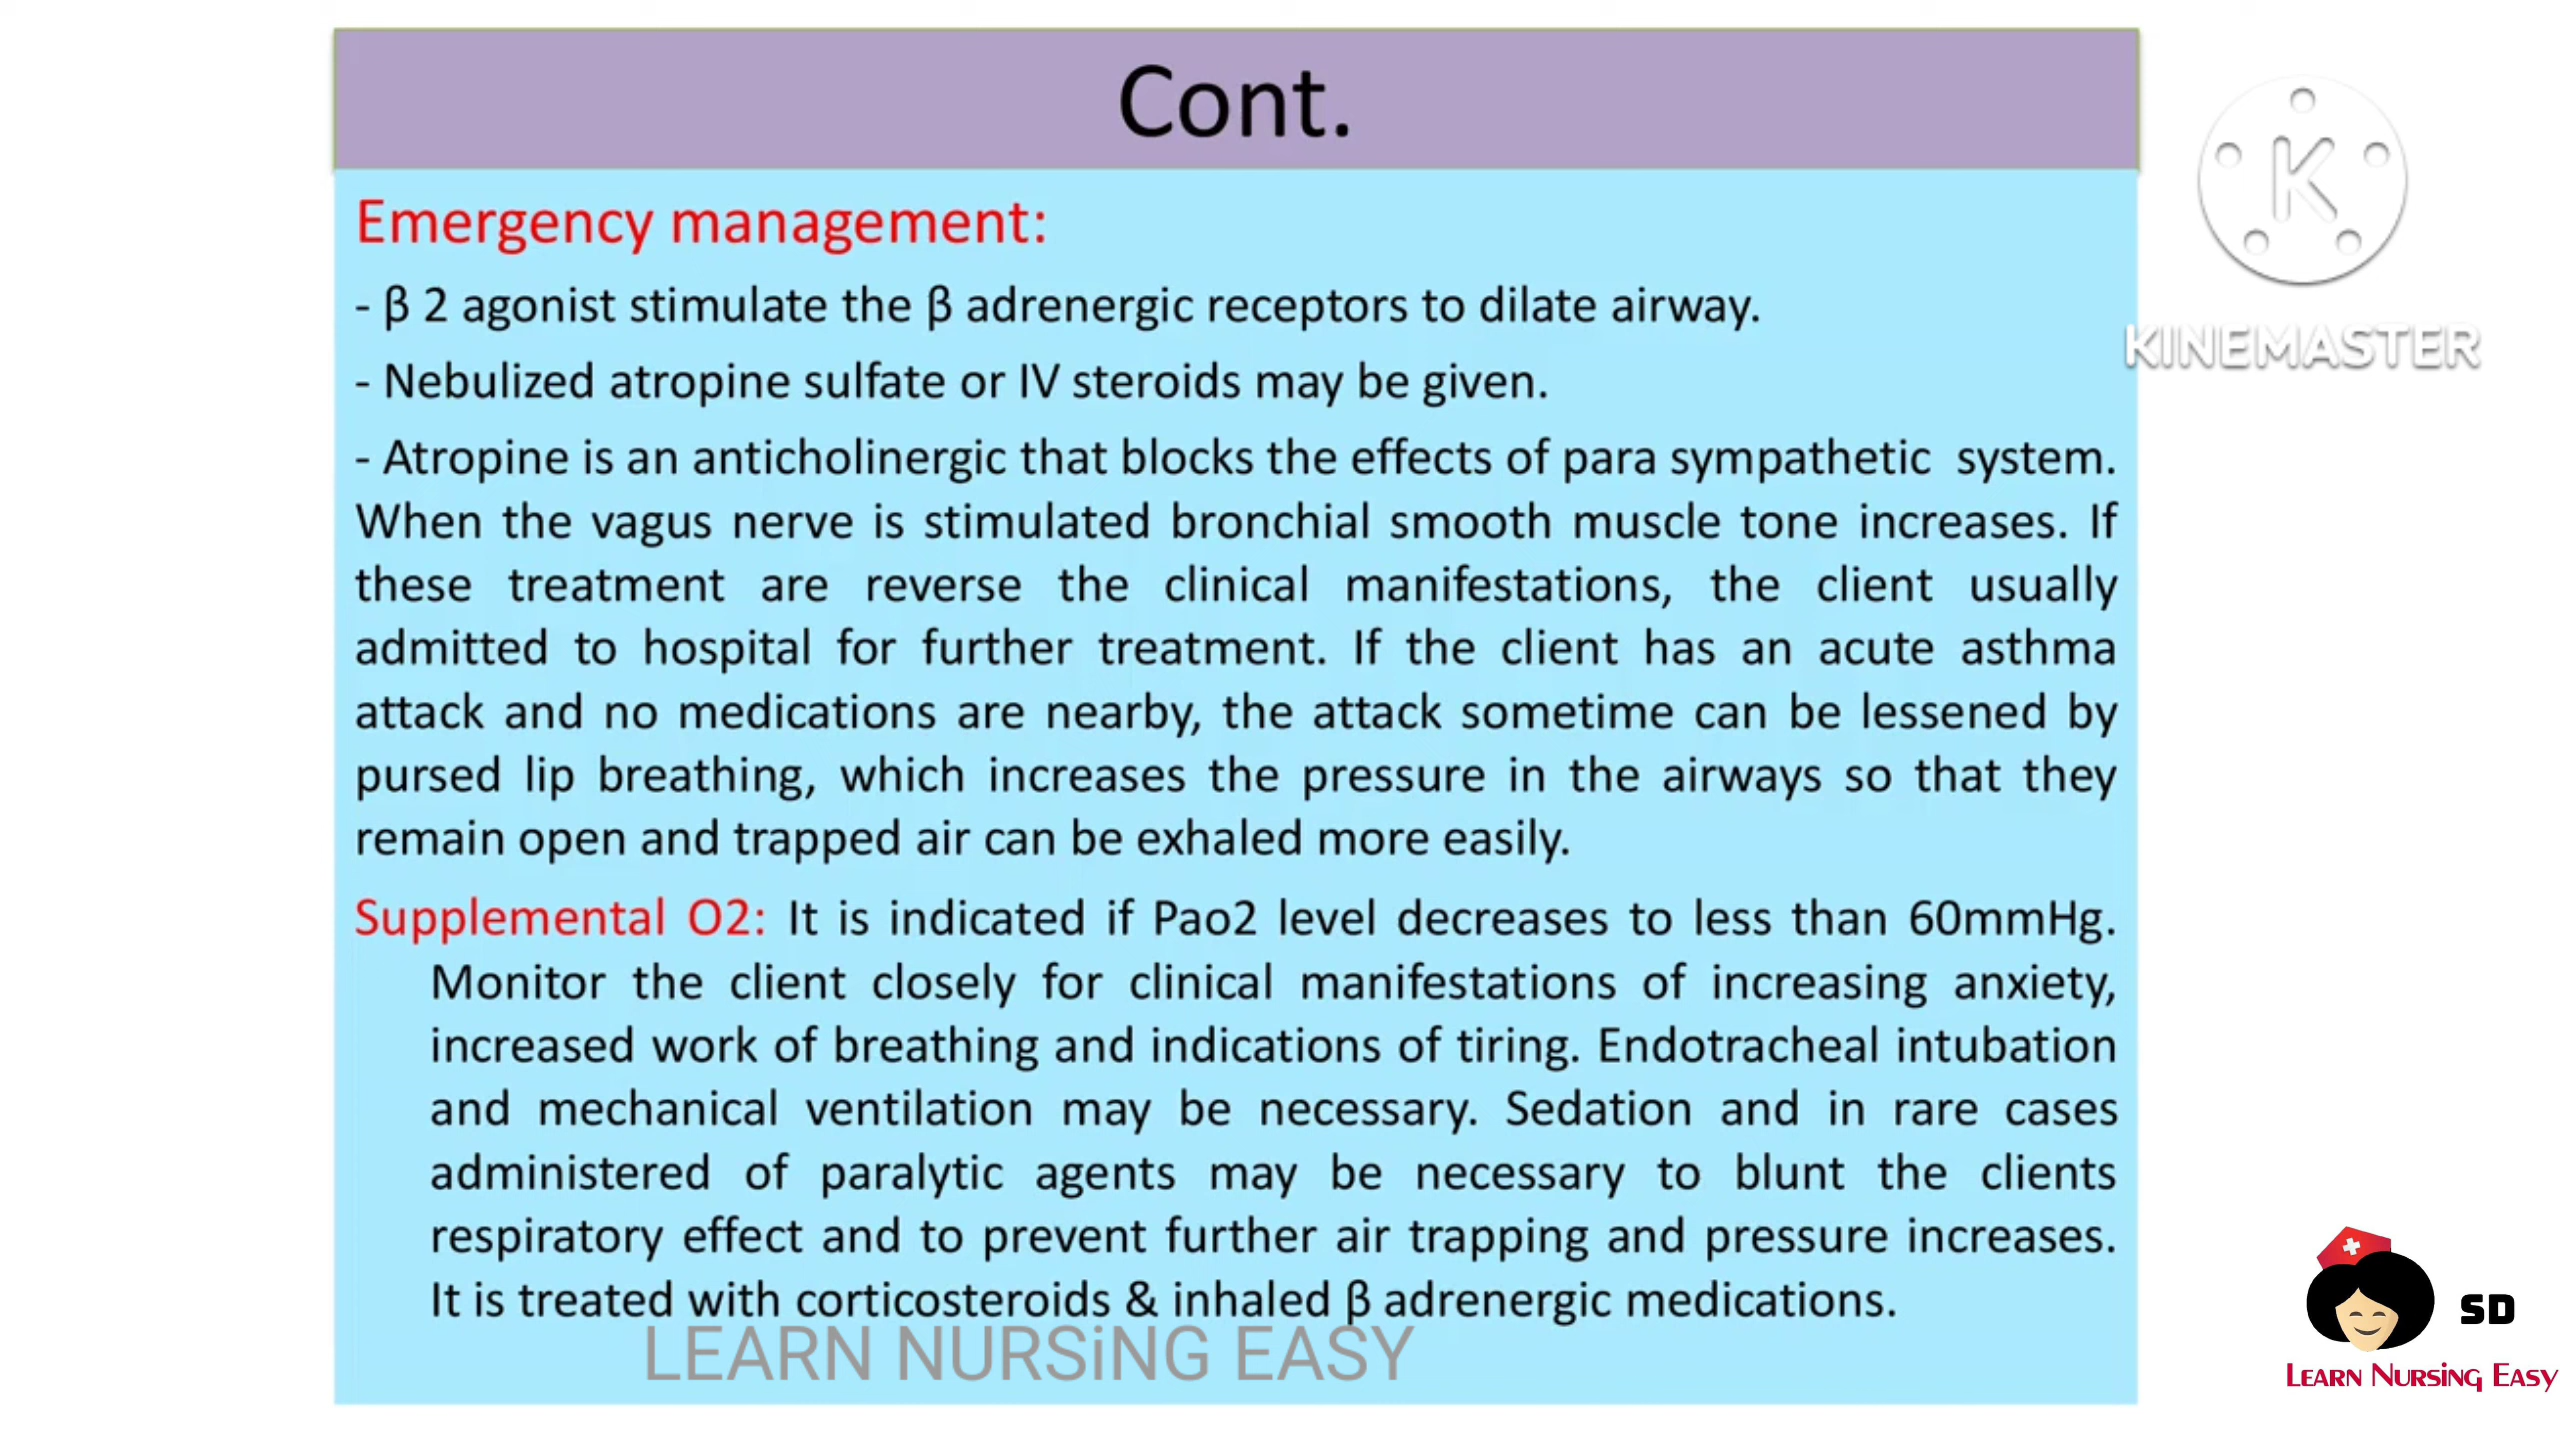 Cont.
Emergency management:
- β 2 agonist stimulate the β adrenergic receptors to dilate airway.
- Nebulized atropine sulfate or IV steroids may be given.
- Atropine is an anticholinergic that blocks the effects of para sympathetic system.
When the vagus nerve is stimulated bronchial smooth muscle tone increases. If
these treatment are reverse the clinical manifestations, the client usually
admitted to hospital for further treatment. If the client has an acute asthma
attack and no medications are nearby, the attack sometime can be lessened by
pursed lip breathing, which increases the pressure in the airways so that they
remain open and trapped air can be exhaled more easily.
Supplemental O2: It is indicated if Pao2 level decreases to less than 60mmHg.
Monitor the client closely for clinical manifestations of increasing anxiety,
increased work of breathing and indications of tiring. Endotracheal intubation
and mechanical ventilation may be necessary. Sedation and in rare cases
administered of paralytic agents may be necessary to blunt the clients
respiratory effect and to prevent further air trapping and pressure increases.
It is treated with corticosteroids & inhaled β adrenergic medications.
LEARN NURSiNG EASY
K
KINEMASTER
SD
LEARN NURSiNG EASY